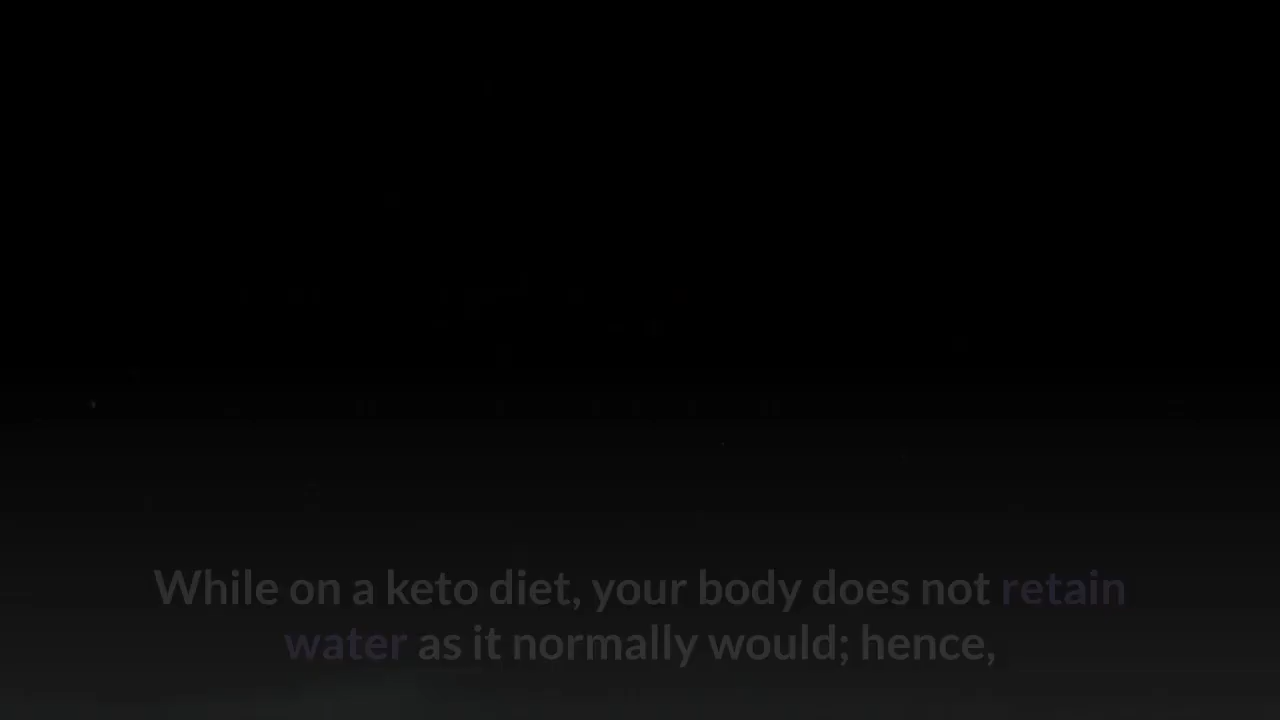 While on a keto diet, your body does not retain
water as it normally would; hence,